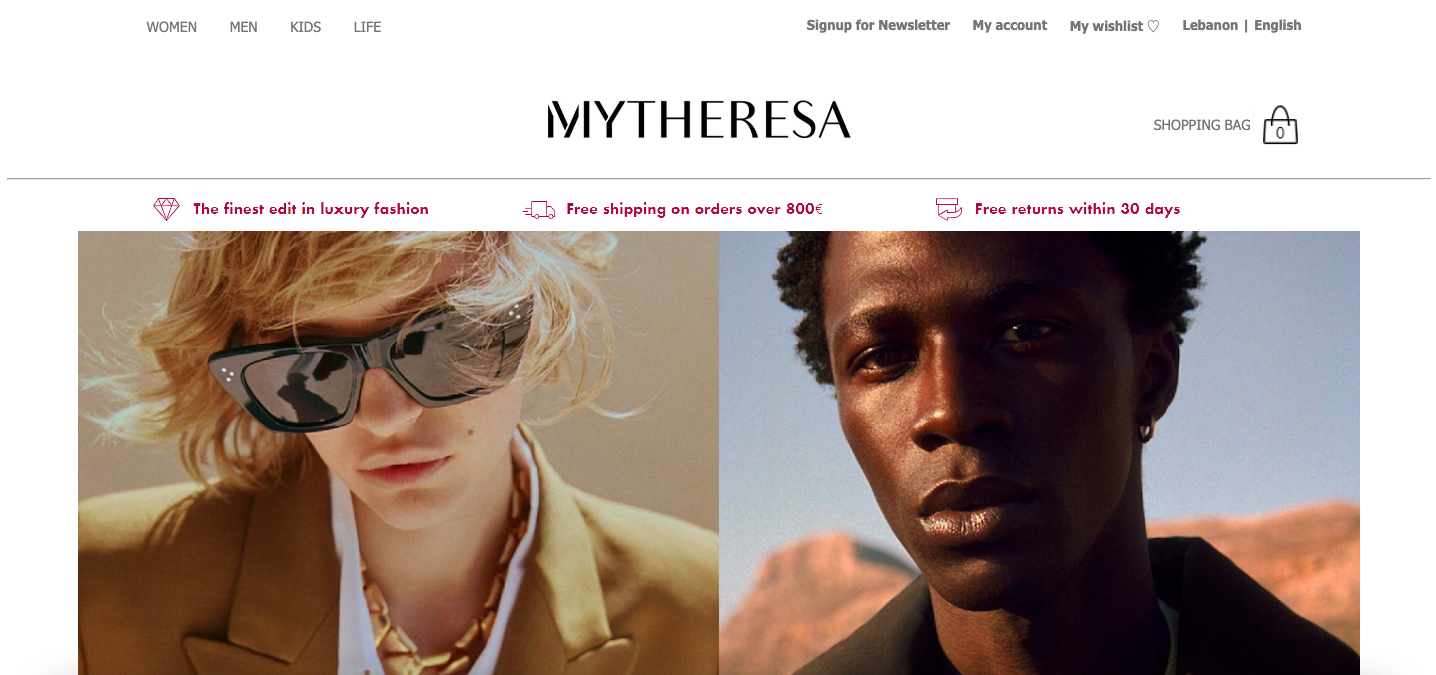 WOMEN MEN KIDS LIFE
Signup for Newsletter My account My wishlist ♡ Lebanon | English
MYTHERESA
SHOPPING BAG 0
The finest edit in luxury fashion Free shipping on orders over 800€ Free returns within 30 days